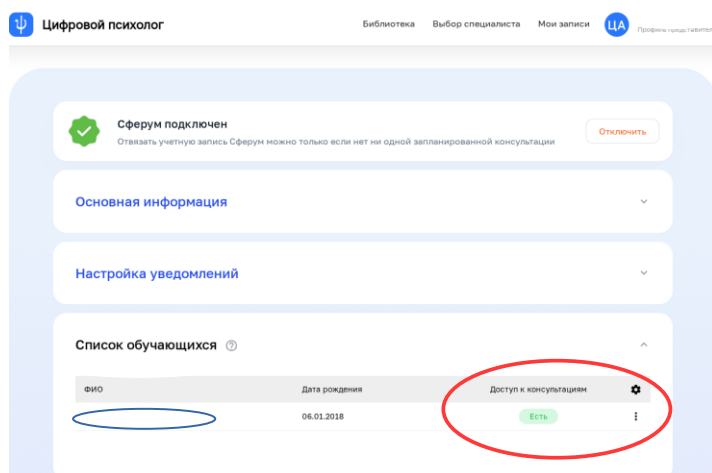 Цифровой психолог
Библиотека Выбор специалиста Мои записи ЦА Профиль представител
Сферум подключен
Отвязать учетную запись Сферум можно только если нет ни одной запланированной консультации
Отключить
Основная информация
Настройка уведомлений
Список обучающихся ?
ФИО Дата рождения Доступ к консультациям
06.01.2018 Есть